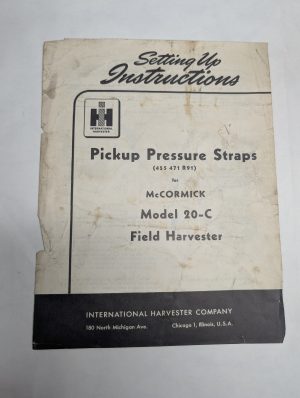 Setting Up
Instructions
IH
INTERNATIONAL
HARVESTER
Pickup Pressure Straps
(455 471 R91)
for
McCORMICK
Model 20-C
Field Harvester
INTERNATIONAL HARVESTER COMPANY
180 North Michigan Ave. Chicago 1, Illinois, U.S.A.